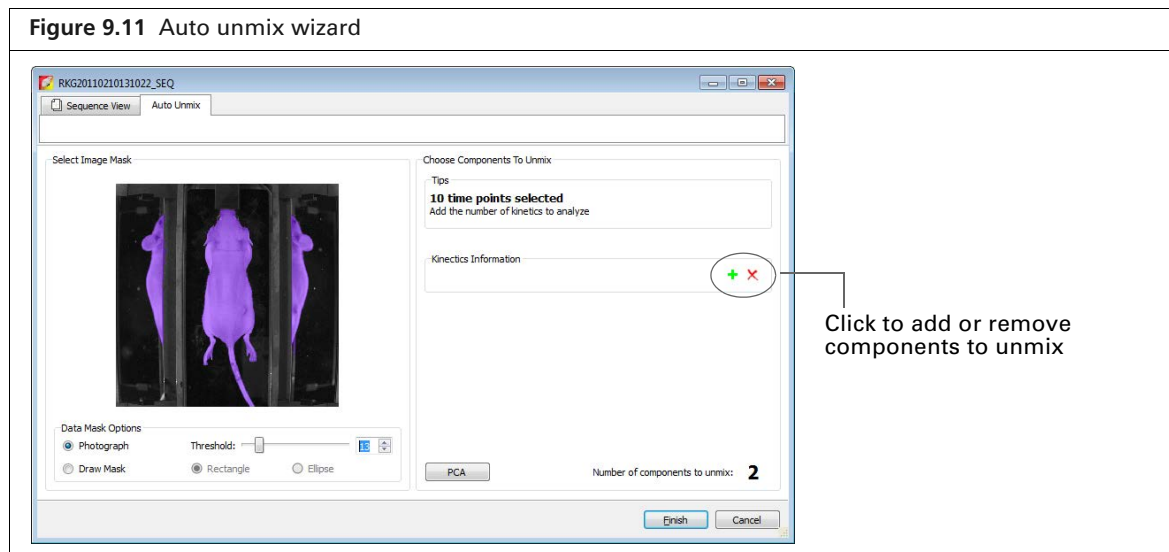 Figure 9.11 Auto unmix wizard
RKG20110210131022_SEQ
Sequence View Auto Unmix
Select Image Mask
Choose Components To Unmix
Tips
10 time points selected
Add the number of kinetics to analyze
Kinectics Information
Click to add or remove
components to unmix
Data Mask Options
Photograph Threshold: 13
Draw Mask Rectangle Ellipse
PCA Number of components to unmix: 2
Finish Cancel